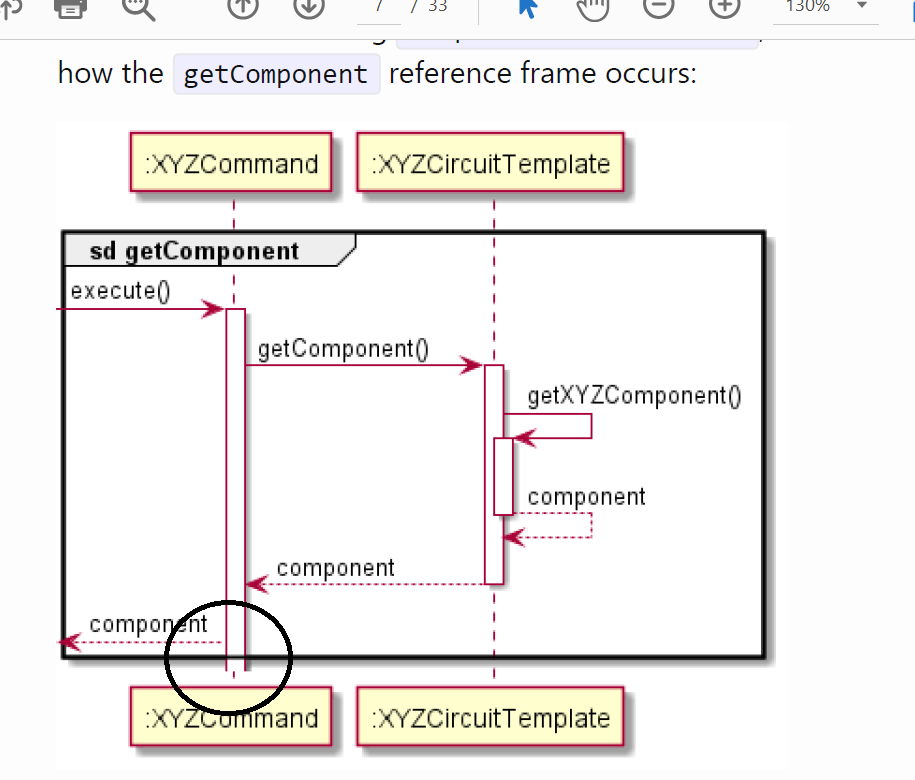 7 / 33
130%
how the getComponent reference frame occurs:
:XYZCommand :XYZCircuitTemplate
sd getComponent
execute()
getComponent()
getXYZComponent()
component
component
component
:XYZCommand :XYZCircuitTemplate